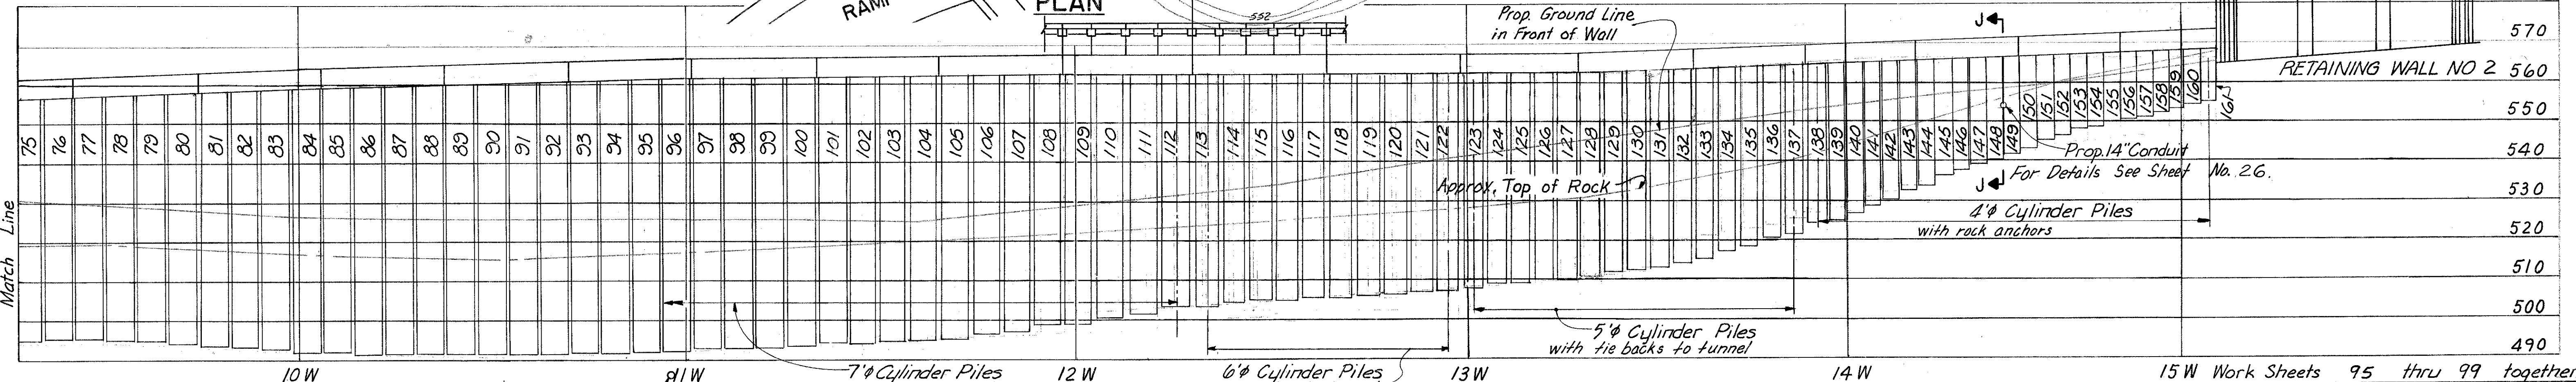 RAMP
PLAN
552
Prop. Ground Line
in Front of Wall
J
570
RETAINING WALL NO 2 560
550
540
530
520
510
500
490
75 76 77 78 79 80 81 82 83 84 85 86 87 88 89 90 91 92 93 94 95 96 97 98 99 100 101 102 103 104 105 106 107 108 109 110 111 112 113 114 115 116 117 118 119 120 121 122 123 124 125 126 127 128 129 130 131 132 133 134 135 136 137 138 139 140 141 142 143 144 145 146 147 148 149 150 151 152 153 154 155 156 157 158 159 160 161
Prop. 14" Conduit
For Details See Sheet No. 26.
Approx. Top of Rock
J
4'φ Cylinder Piles
with rock anchors
Match Line
5'φ Cylinder Piles
with tie backs to tunnel
7'φ Cylinder Piles
6'φ Cylinder Piles
10 W
12 W
13 W
14 W
15 W Work Sheets 95 thru 99 together